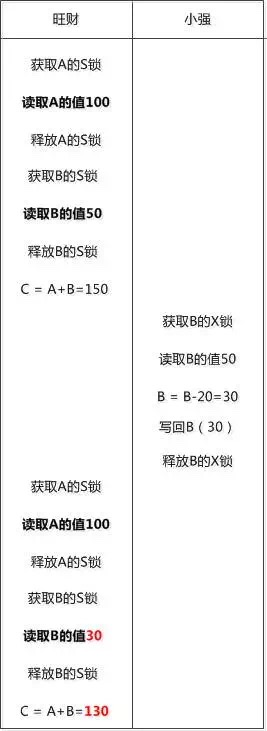 旺财 小强
获取A的S锁
读取A的值100
释放A的S锁
获取B的S锁
读取B的值50
释放B的S锁
C = A+B=150
获取B的X锁
读取B的值50
B = B-20=30
写回B（30）
释放B的X锁
获取A的S锁
读取A的值100
释放A的S锁
获取B的S锁
读取B的值30
释放B的S锁
C = A+B=130